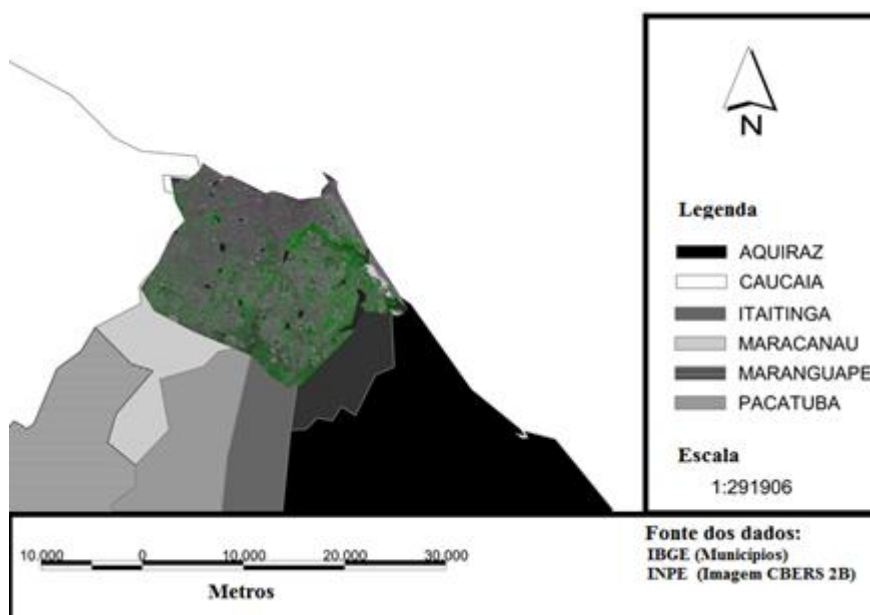 N
Legenda
AQUIRAZ
CAUCAIA
ITAITINGA
MARACANAU
MARANGUAPE
PACATUBA
Escala
1:291906
10.000 0 10.000 20.000 30.000
Metros
Fonte dos dados:
IBGE (Municípios)
INPE (Imagem CBERS 2B)